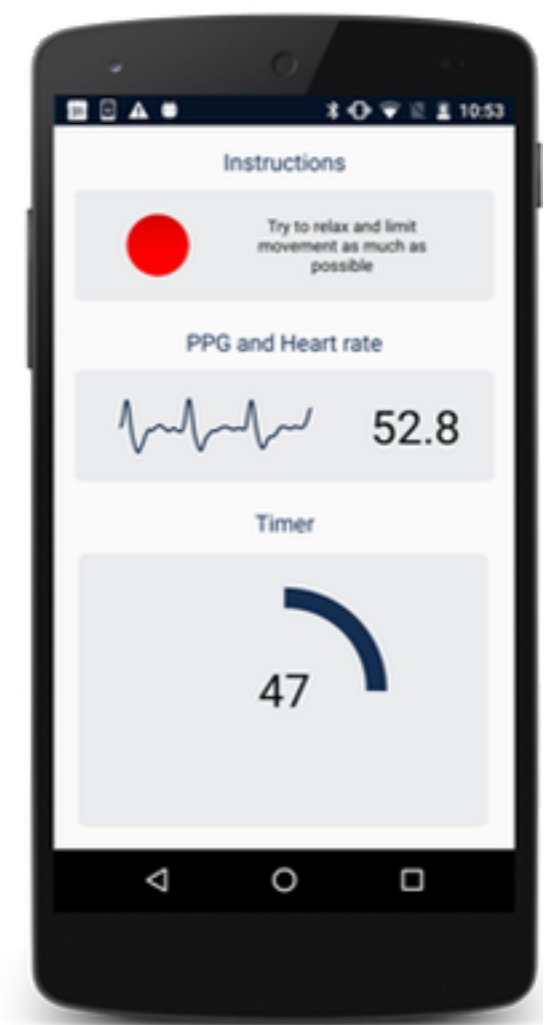 10:53
Instructions
Try to relax and limit
movement as much as
possible
PPG and Heart rate
52.8
Timer
47